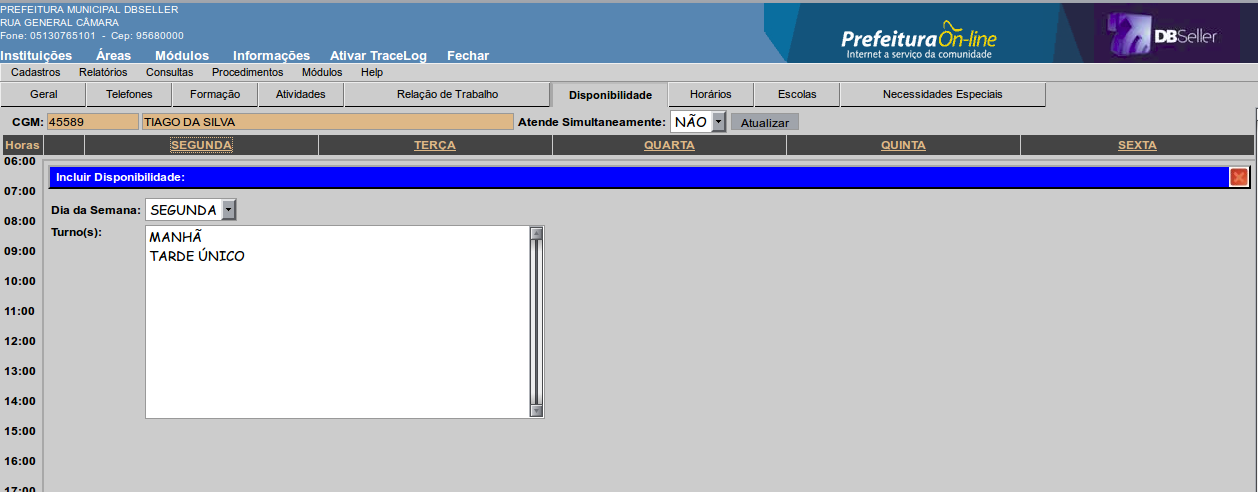 PREFEITURA MUNICIPAL DBSELLER
RUA GENERAL CÂMARA
Fone: 05130765101 - Cep: 95680000
PrefeituraOn-line
Internet a serviço da comunidade
DBSeller
Instituições Áreas Módulos Informações Ativar TraceLog Fechar
Cadastros Relatórios Consultas Procedimentos Módulos Help
Geral Telefones Formação Atividades Relação de Trabalho Disponibilidade Horários Escolas Necessidades Especiais
CGM: 45589 TIAGO DA SILVA Atende Simultaneamente: NÃO Atualizar
Horas SEGUNDA TERÇA QUARTA QUINTA SEXTA
06:00
Incluir Disponibilidade:
07:00
Dia da Semana: SEGUNDA
08:00
Turno(s): MANHÃ
09:00
TARDE ÚNICO
10:00
11:00
12:00
13:00
14:00
15:00
16:00
17:00